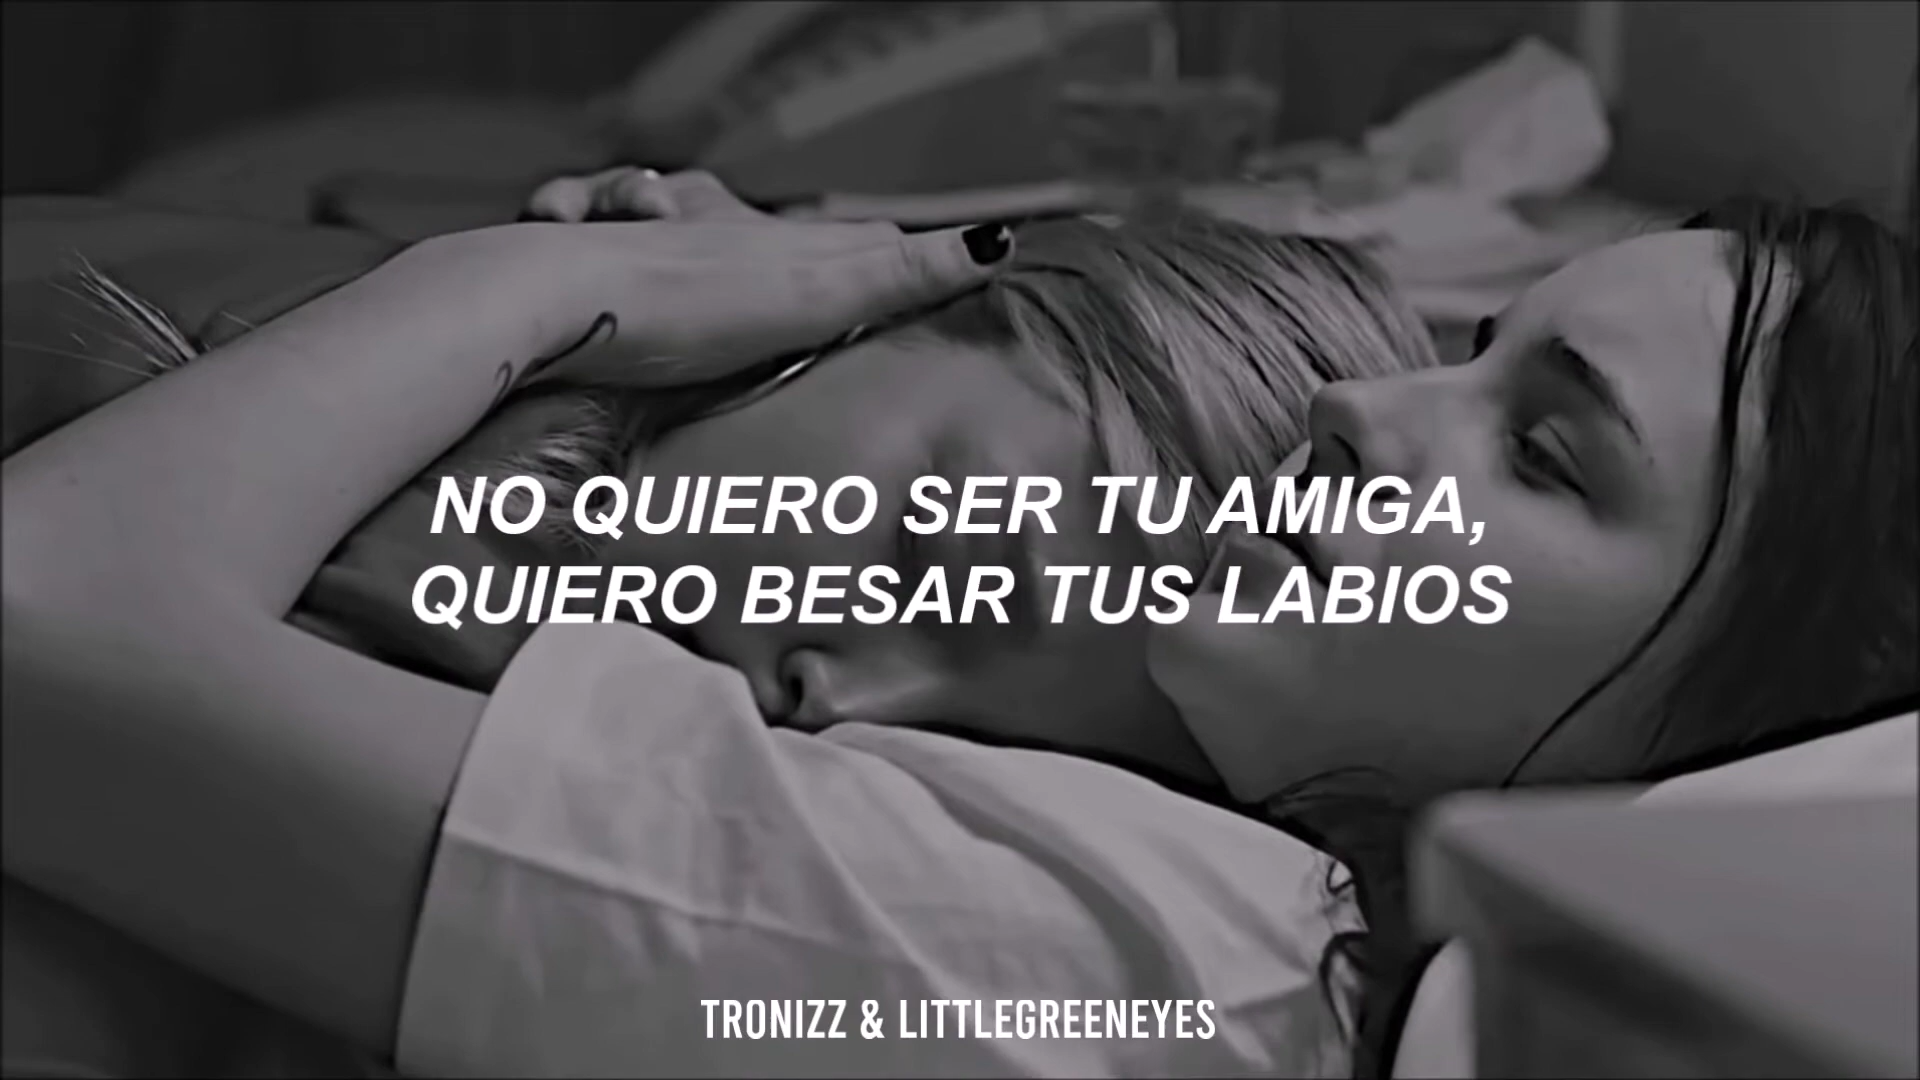 NO QUIERO SER TU AMIGA,
QUIERO BESAR TUS LABIOS
TRONIZZ & LITTLEGREENEYES